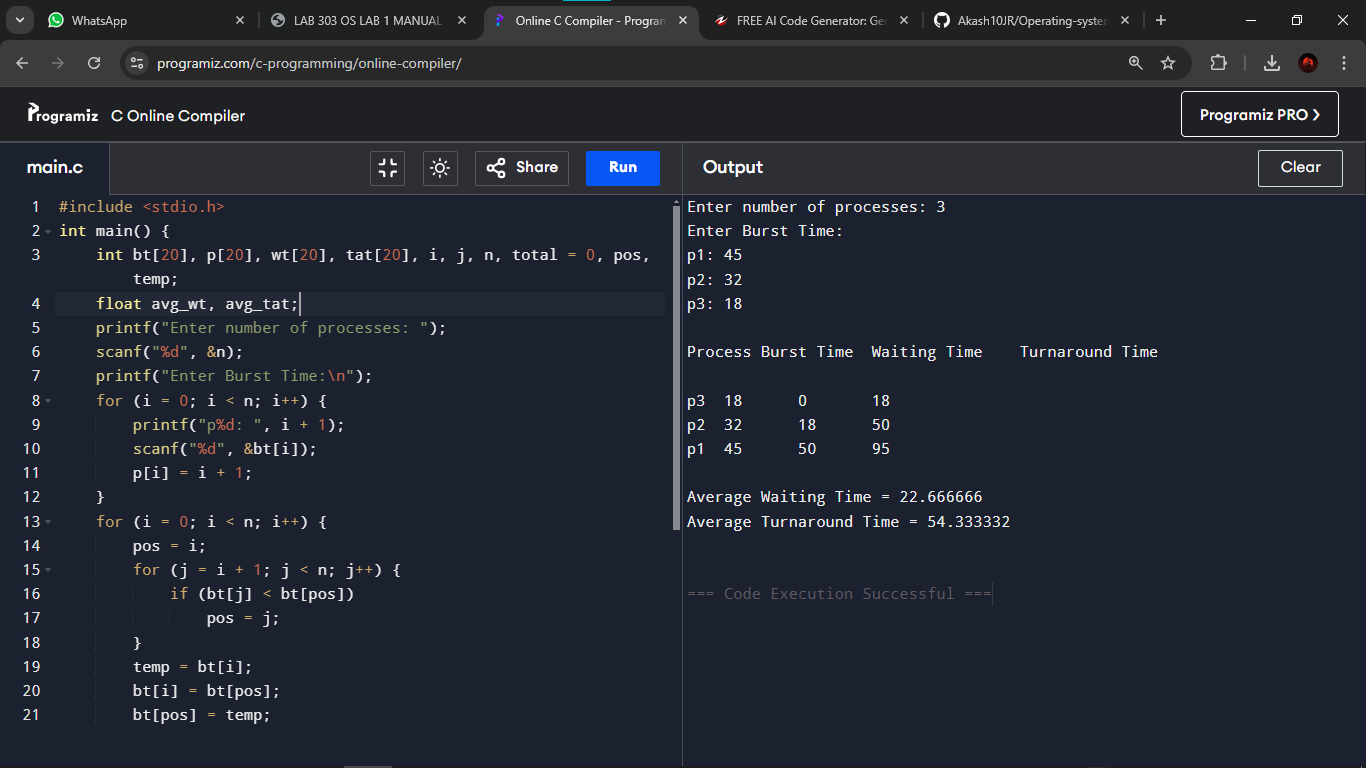 WhatsApp
LAB 303 OS LAB 1 MANUAL
Online C Compiler - Program
FREE AI Code Generator: Ge
Akash10JR/Operating-system
programiz.com/c-programming/online-compiler/
Programiz C Online Compiler
Programiz PRO
main.c
Share
Run
Output
Clear
1 #include <stdio.h>
2 int main() {
3 int bt[20], p[20], wt[20], tat[20], i, j, n, total = 0, pos,
temp;
4 float avg_wt, avg_tat;
5 printf("Enter number of processes: ");
6 scanf("%d", &n);
7 printf("Enter Burst Time:\n");
8 for (i = 0; i < n; i++) {
9 printf("p%d: ", i + 1);
10 scanf("%d", &bt[i]);
11 p[i] = i + 1;
12 }
13 for (i = 0; i < n; i++) {
14 pos = i;
15 for (j = i + 1; j < n; j++) {
16 if (bt[j] < bt[pos])
17 pos = j;
18 }
19 temp = bt[i];
20 bt[i] = bt[pos];
21 bt[pos] = temp;
Enter number of processes: 3
Enter Burst Time:
p1: 45
p2: 32
p3: 18
Process Burst Time Waiting Time Turnaround Time
p3 18 0 18
p2 32 18 50
p1 45 50 95
Average Waiting Time = 22.666666
Average Turnaround Time = 54.333332
=== Code Execution Successful ===